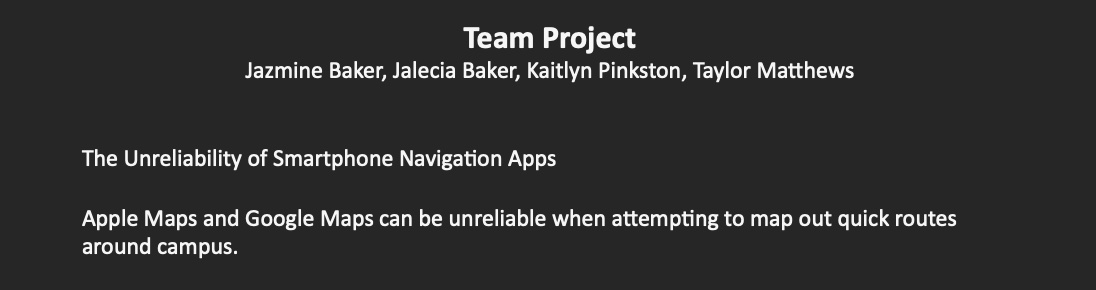 Team Project
Jazmine Baker, Jalecia Baker, Kaitlyn Pinkston, Taylor Matthews
The Unreliability of Smartphone Navigation Apps
Apple Maps and Google Maps can be unreliable when attempting to map out quick routes
around campus.